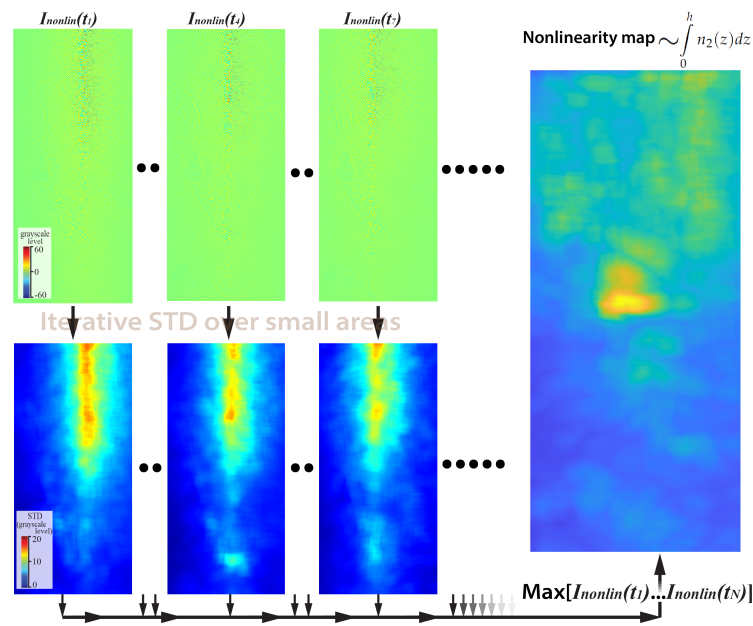 Inonlin(t1)
Inonlin(t4)
Inonlin(t7)
Nonlinearity map ~∫0h n2(z)dz
grayscale
level
60
0
-60
Iterative STD over small areas
STD
(grayscale
level)
20
10
0
Max[Inonlin(t1)...Inonlin(tN)]